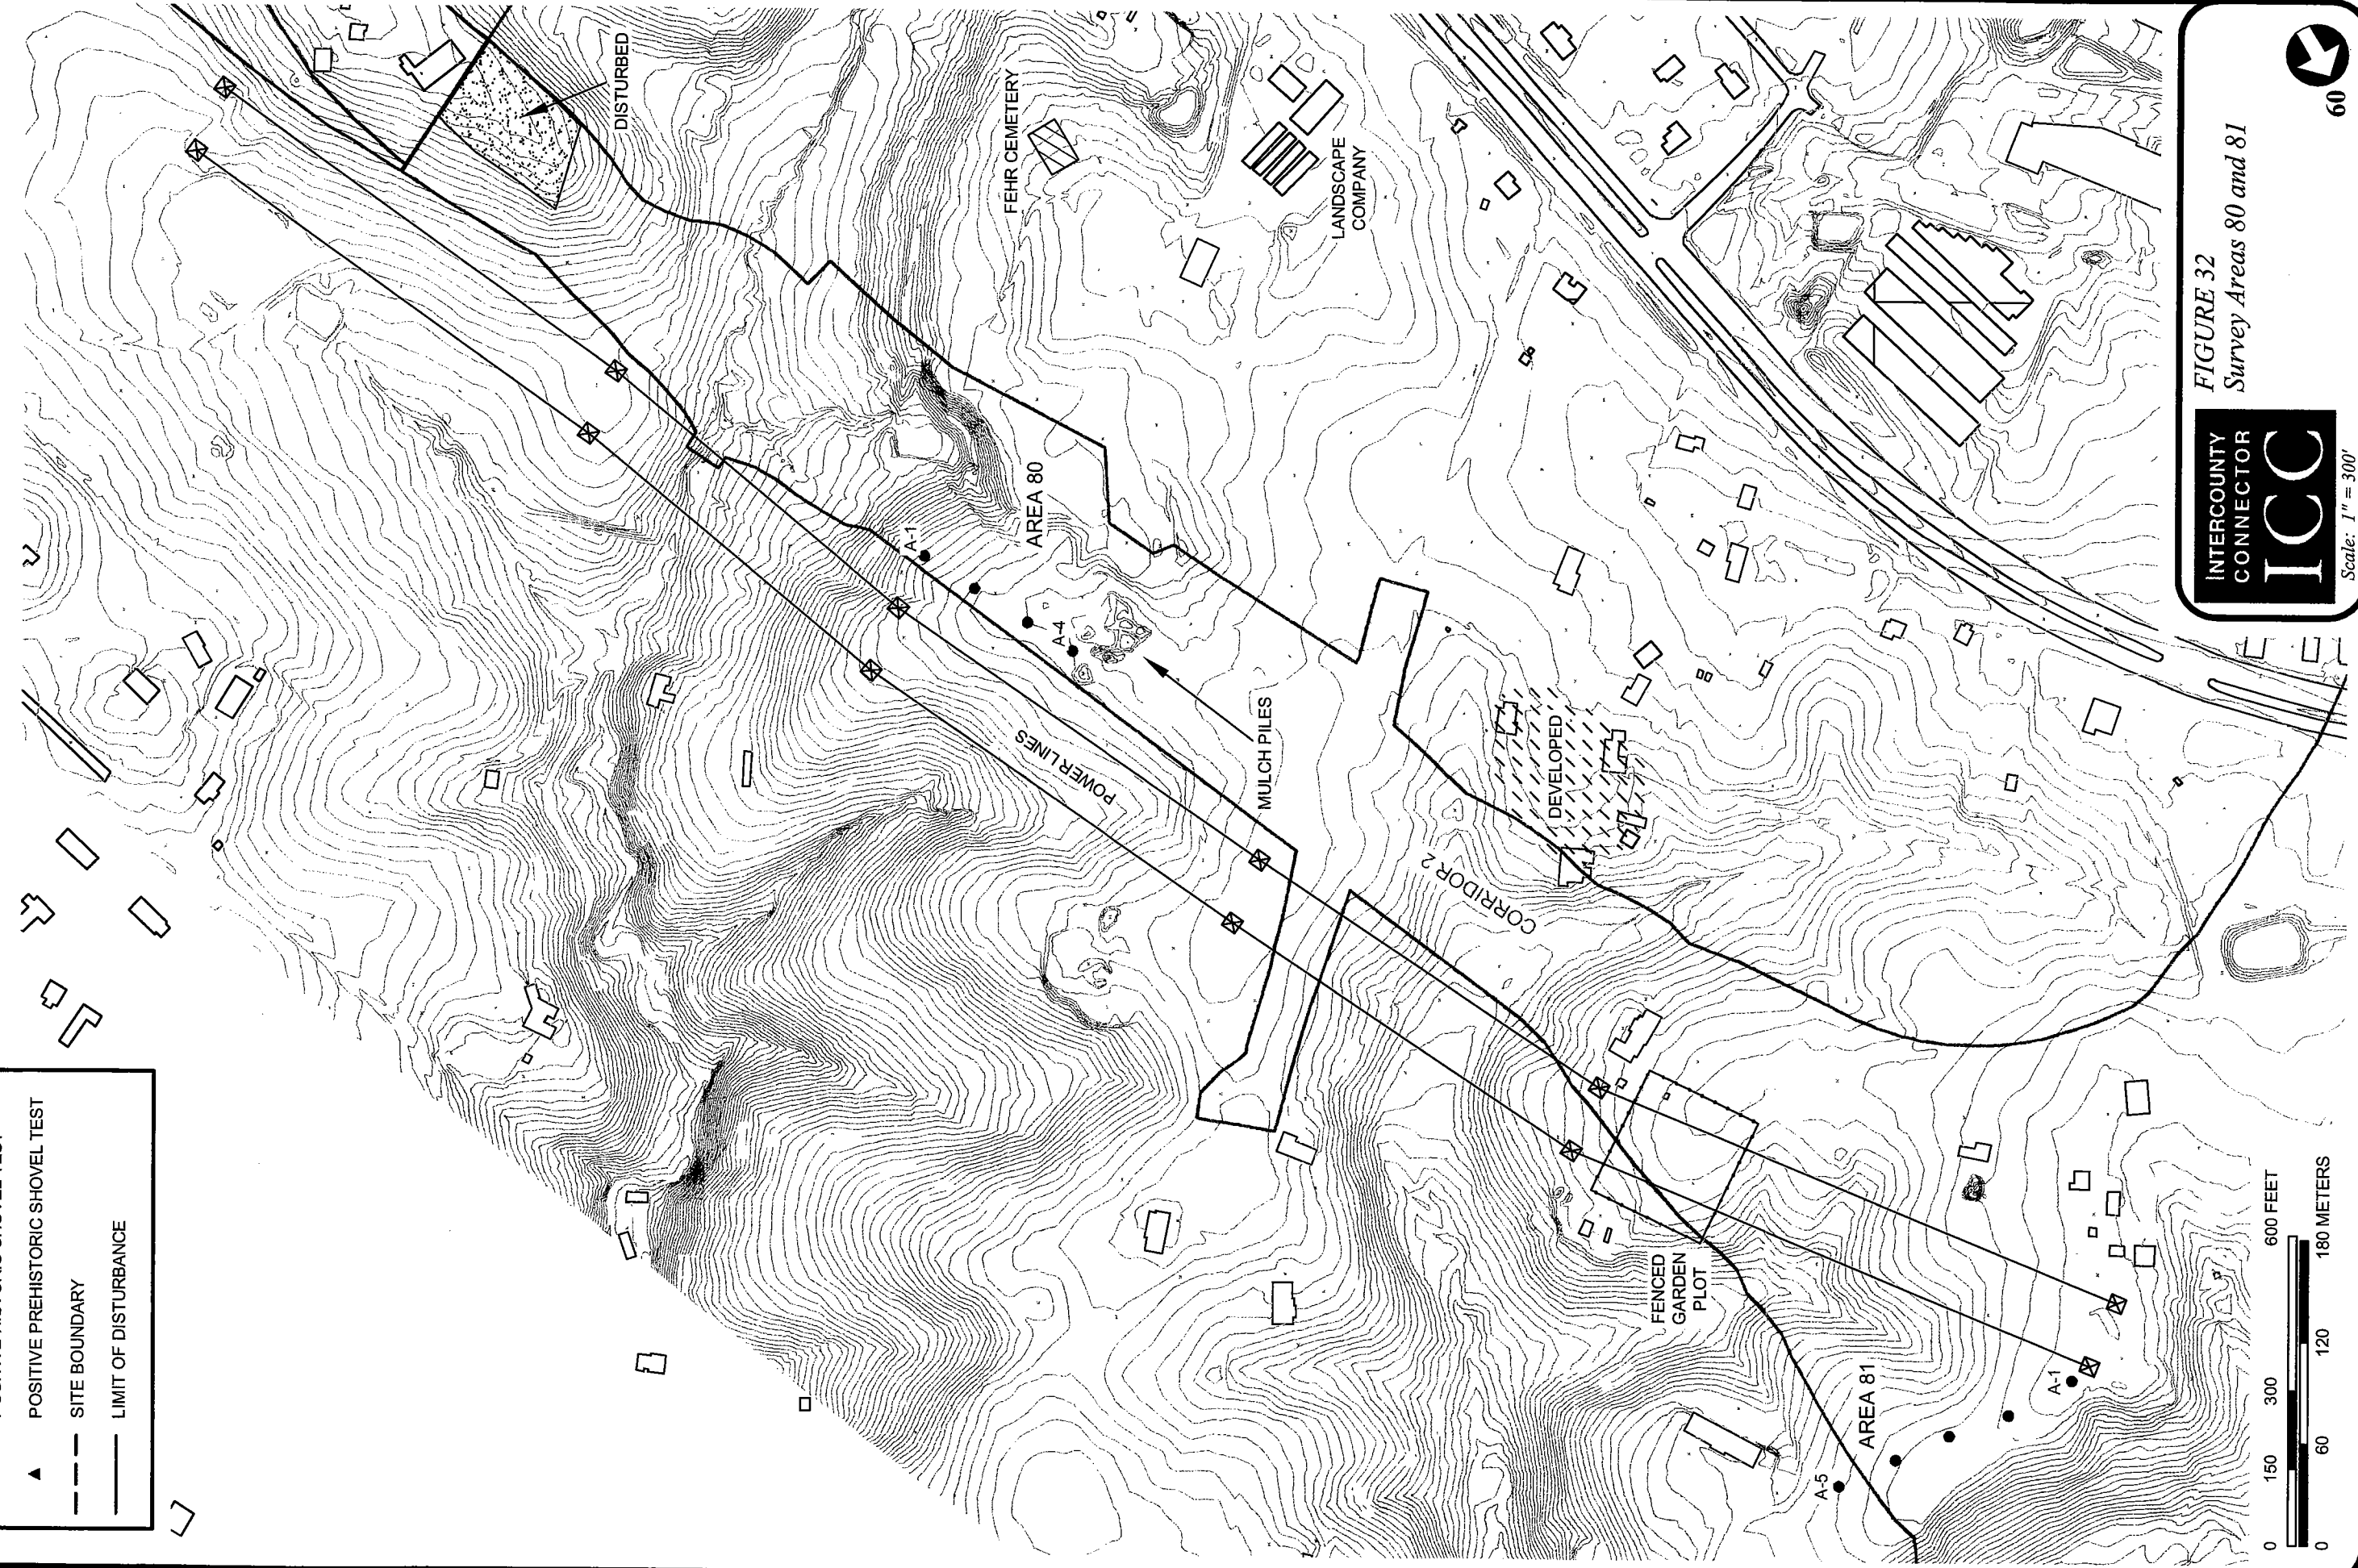 POSITIVE PREHISTORIC SHOVEL TEST
SITE BOUNDARY
LIMIT OF DISTURBANCE
DISTURBED
FEHR CEMETERY
LANDSCAPE
COMPANY
A-1
AREA 80
A-4
MULCH PILES
POWER LINES
DEVELOPED
CORRIDOR 2
FENCED
GARDEN
PLOT
AREA 81
A-1
A-5
0 150 300 600 FEET
0 60 120 180 METERS
INTERCOUNTY
CONNECTOR
ICC
Scale: 1" = 300'
FIGURE 32
Survey Areas 80 and 81
60